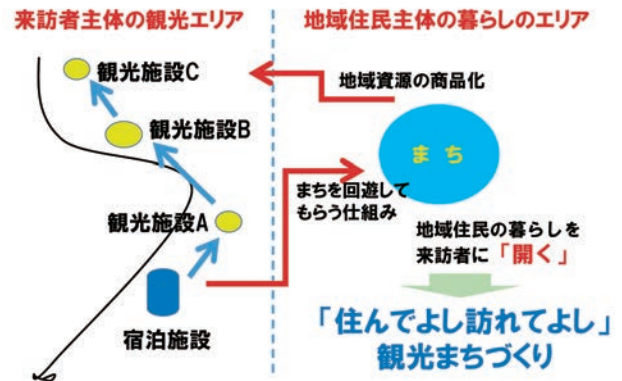 来訪者主体の観光エリア
地域住民主体の暮らしのエリア
観光施設C
地域資源の商品化
観光施設B
まち
まちを回遊して
もらう仕組み
観光施設A
地域住民の暮らしを
来訪者に「開く」
宿泊施設
「住んでよし訪れてよし」
観光まちづくり